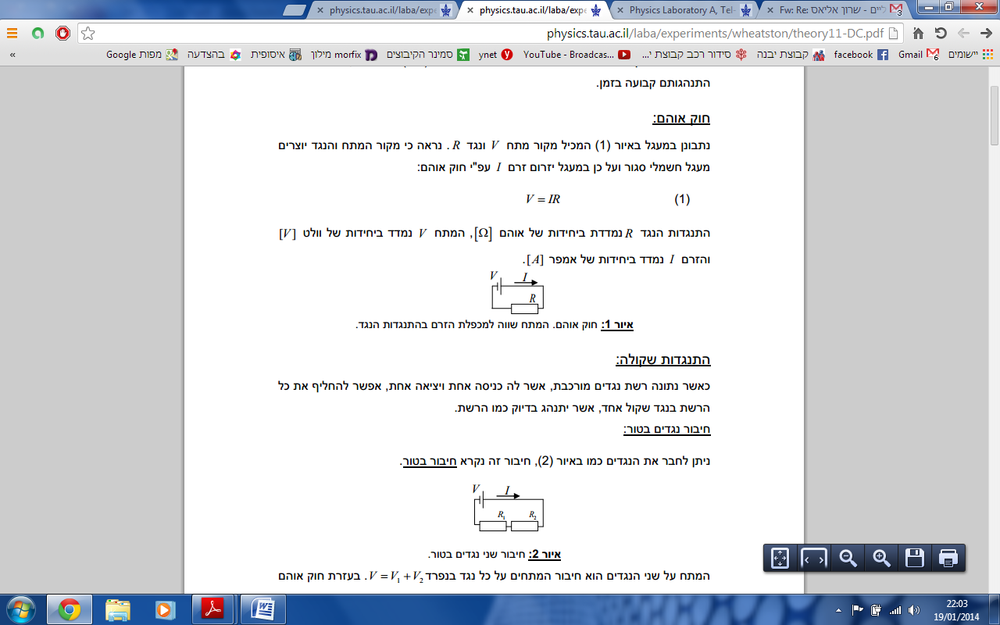 physics.tau.ac.il/laba/expe
physics.tau.ac.il/laba/expe
Physics Laboratory A, Tel-
Fw: Re: ליים - שרון אליאס
3
physics.tau.ac.il/laba/experiments/wheatston/theory11-DC.pdf
6
יישומים
Gmail
facebook
קבוצת יבנה
סידור רכב קבוצת י...
YouTube - Broadcas...
ynet
סמינר הקיבוצים
morfix מילון
איסופית
בהצדעה
מפות Google
»
התנהגותם קבועה בזמן.
חוק אוהם:
נתבונן במעגל באיור (1) המכיל מקור מתח V ונגד R . נראה כי מקור המתח והנגד יוצרים
מעגל חשמלי סגור ועל כן במעגל יזרום זרם I עפ"י חוק אוהם:
(1) V = IR
התנגדות הנגד R נמדדת ביחידות של אוהם [Ω], המתח V נמדד ביחידות של וולט [V]
והזרם I נמדד ביחידות של אמפר [A].
V I
R
איור 1: חוק אוהם. המתח שווה למכפלת הזרם בהתנגדות הנגד.
התנגדות שקולה:
כאשר נתונה רשת נגדים מורכבת, אשר לה כניסה אחת ויציאה אחת, אפשר להחליף את כל
הרשת בנגד שקול אחד, אשר יתנהג בדיוק כמו הרשת.
חיבור נגדים בטור:
ניתן לחבר את הנגדים כמו באיור (2), חיבור זה נקרא חיבור בטור.
V I
R₁ R₂
איור 2: חיבור שני נגדים בטור.
המתח על שני הנגדים הוא חיבור המתחים על כל נגד בנפרד V = V₁ + V₂ . בעזרת חוק אוהם
22:03
19/01/2014